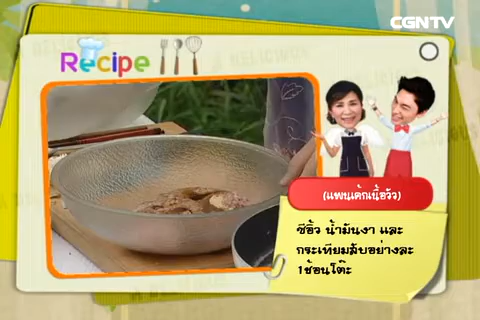 CGNTV
Recipe
(แพนเค้กเนื้อวัว)
ซีอิ้ว น้ำมันงา และ
กระเทียมสับอย่างละ
1ช้อนโต๊ะ